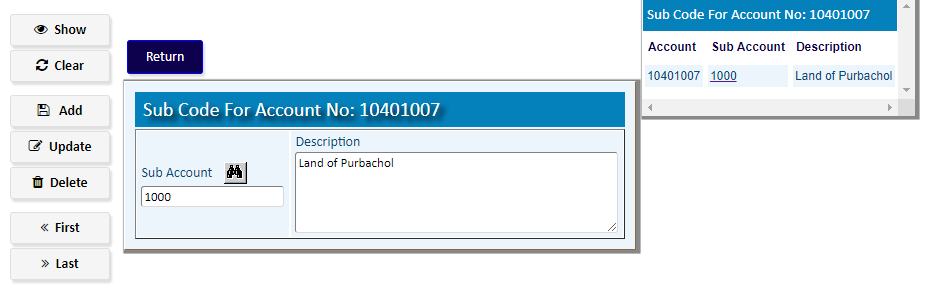 Show
Clear
Add
Update
Delete
« First
» Last
Return
Sub Code For Account No: 10401007
Sub Account
1000
Description
Land of Purbachol
Sub Code For Account No: 10401007
Account Sub Account Description
10401007 1000 Land of Purbachol